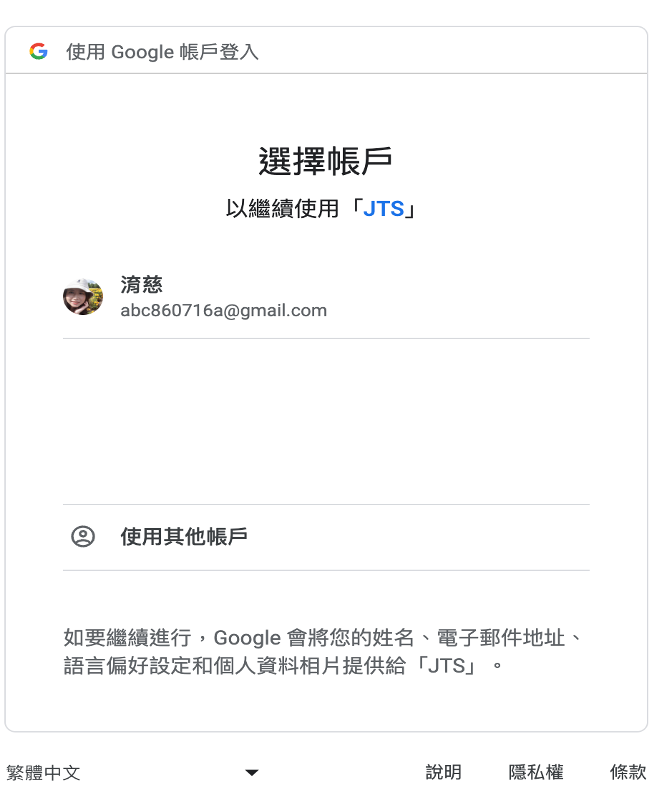 使用 Google 帳戶登入
選擇帳戶
以繼續使用「JTS」
淯慈
abc860716a@gmail.com
使用其他帳戶
如要繼續進行，Google 會將您的姓名、電子郵件地址、
語言偏好設定和個人資料相片提供給「JTS」。
繁體中文
說明
隱私權
條款